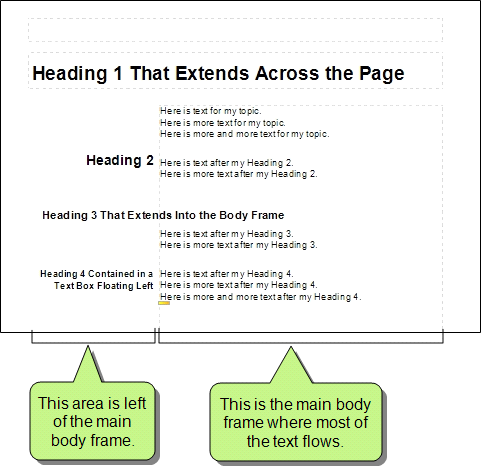 Heading 1 That Extends Across the Page
Here is text for my topic.
Here is more text for my topic.
Here is more and more text for my topic.
Heading 2
Here is text after my Heading 2.
Here is more text after my Heading 2.
Heading 3 That Extends Into the Body Frame
Here is text after my Heading 3.
Here is more text after my Heading 3.
Heading 4 Contained in a
Text Box Floating Left
Here is text after my Heading 4.
Here is more text after my Heading 4.
Here is more and more text after my Heading 4.
This area is left
of the main
body frame.
This is the main body
frame where most of
the text flows.